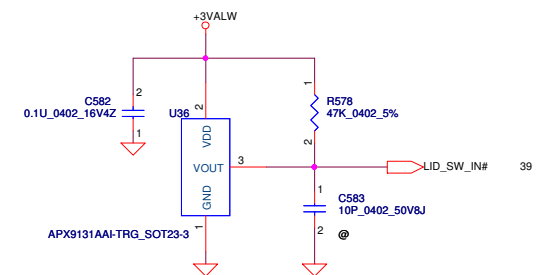 +3VALW
C582
0.1U_0402_16V4Z
2
1
U36
2
VDD
VOUT
3
GND
1
APX9131AAI-TRG_SOT23-3
1
R578
47K_0402_5%
2
LID_SW_IN#
39
1
C583
10P_0402_50V8J
2
@